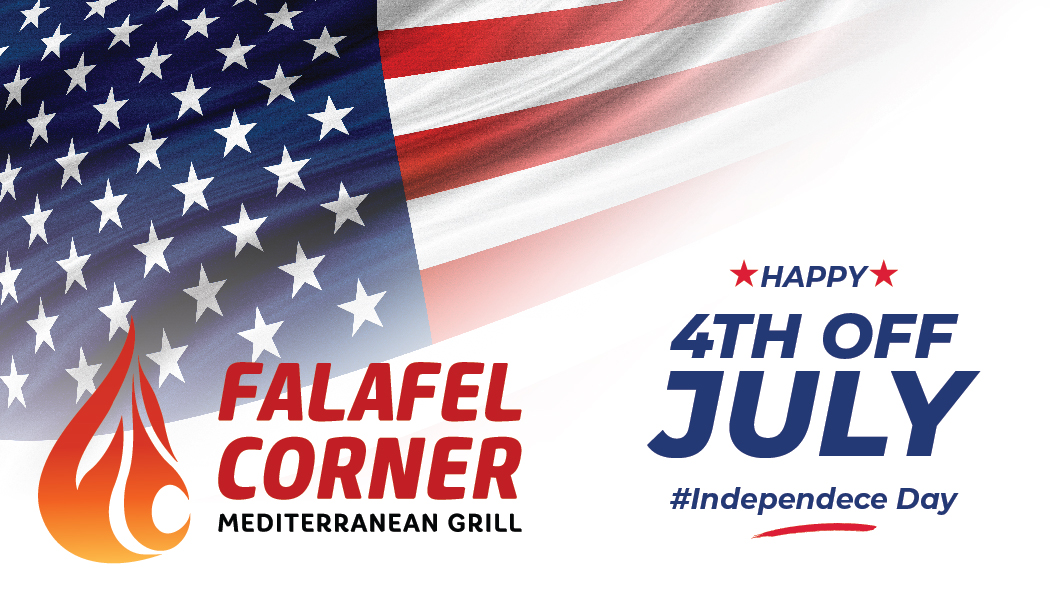 FALAFEL
CORNER
MEDITERRANEAN GRILL
HAPPY
4TH OFF
JULY
#Independece Day